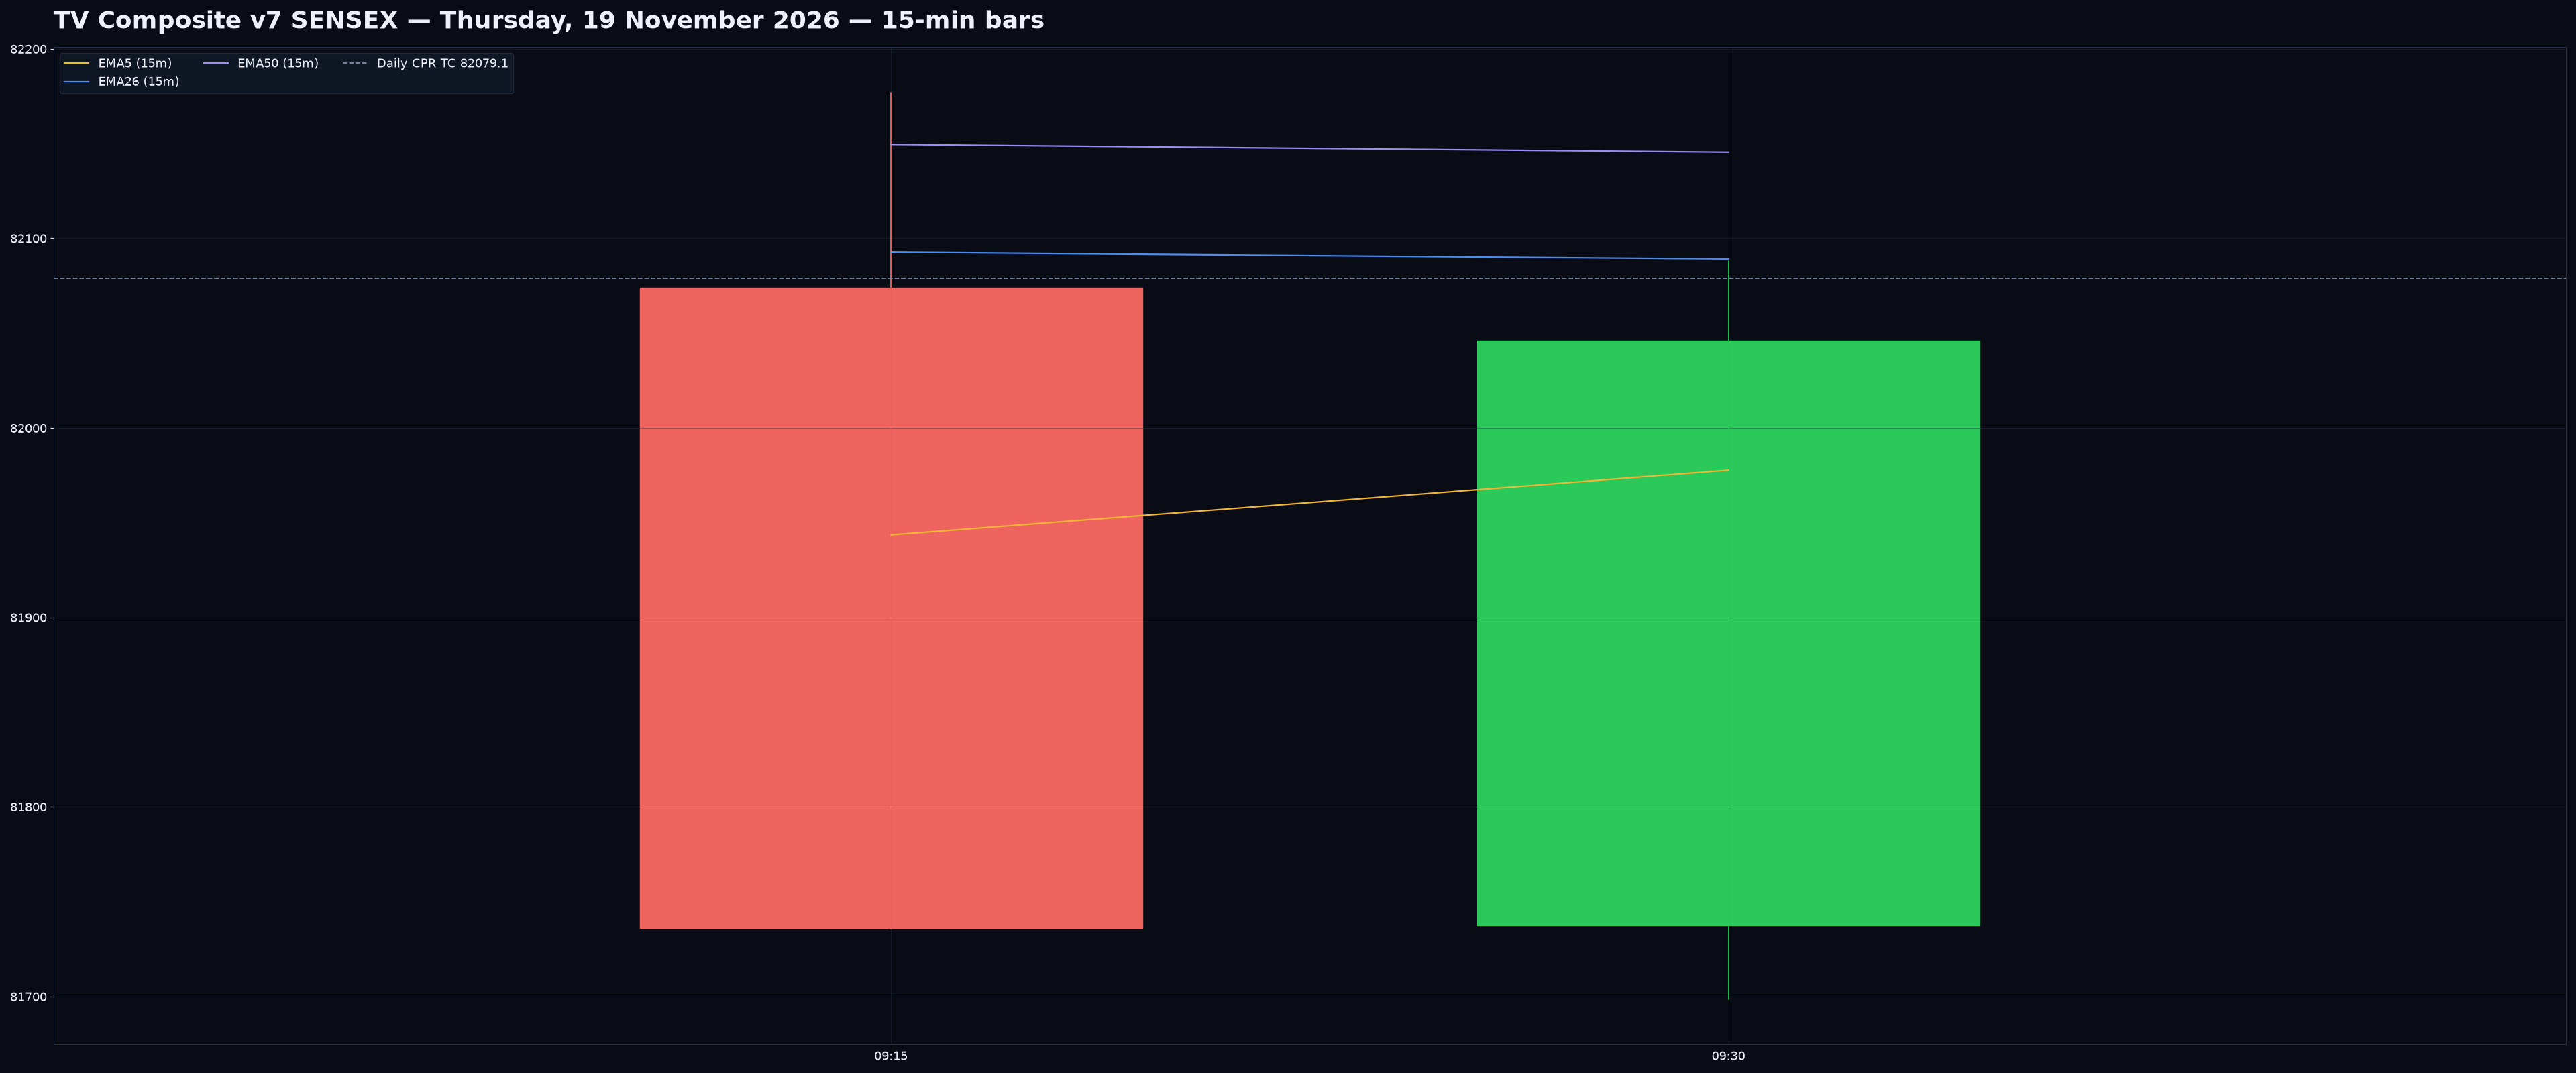 TV Composite v7 SENSEX — Thursday, 19 November 2026 — 15-min bars
EMA5 (15m) EMA50 (15m) Daily CPR TC 82079.1
EMA26 (15m)
82200
82100
82000
81900
81800
81700
09:15 09:30